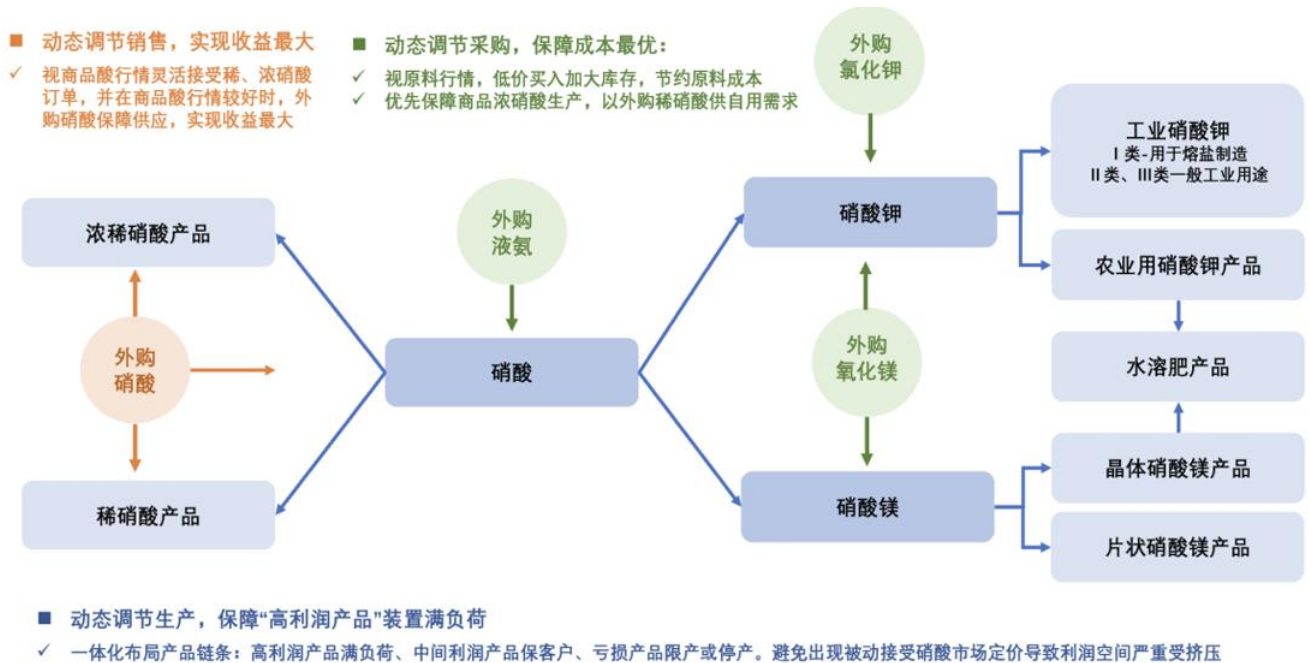 ■ 动态调节销售，实现收益最大
✓ 视商品酸行情灵活接受稀、浓硝酸
订单，并在商品酸行情较好时，外
购硝酸保障供应，实现收益最大
■ 动态调节采购，保障成本最优：
✓ 视原料行情，低价买入加大库存，节约原料成本
✓ 优先保障商品浓硝酸生产，以外购稀硝酸供自用需求
外购
氯化钾
工业硝酸钾
I 类-用于熔盐制造
II 类、III类一般工业用途
浓稀硝酸产品
外购
液氨
硝酸钾
农业用硝酸钾产品
外购
硝酸
硝酸
外购
氧化镁
水溶肥产品
稀硝酸产品
硝酸镁
晶体硝酸镁产品
片状硝酸镁产品
■ 动态调节生产，保障“高利润产品”装置满负荷
✓ 一体化布局产品链条：高利润产品满负荷、中间利润产品保客户、亏损产品限产或停产。避免出现被动接受硝酸市场定价导致利润空间严重受挤压